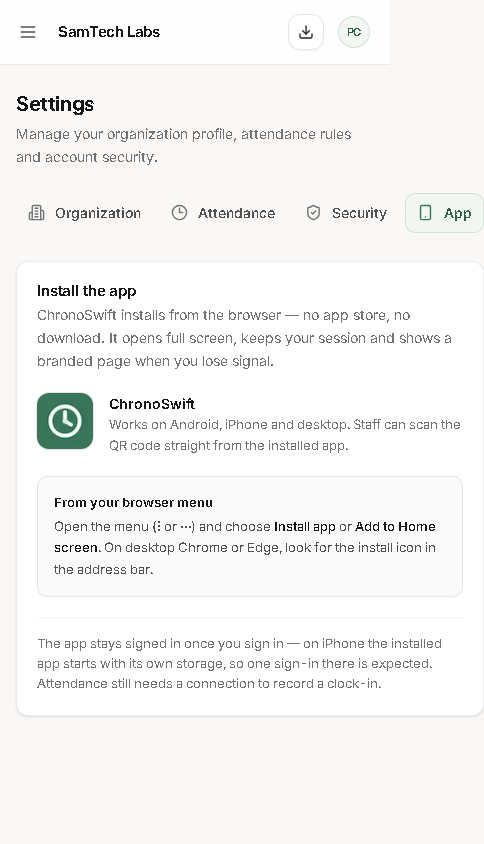 SamTech Labs
PC
Settings
Manage your organization profile, attendance rules
and account security.
Organization
Attendance
Security
App
Install the app
ChronoSwift installs from the browser — no app store, no
download. It opens full screen, keeps your session and shows a
branded page when you lose signal.
ChronoSwift
Works on Android, iPhone and desktop. Staff can scan the
QR code straight from the installed app.
From your browser menu
Open the menu (⋮ or ⋯) and choose Install app or Add to Home
screen. On desktop Chrome or Edge, look for the install icon in
the address bar.
The app stays signed in once you sign in — on iPhone the installed
app starts with its own storage, so one sign-in there is expected.
Attendance still needs a connection to record a clock-in.